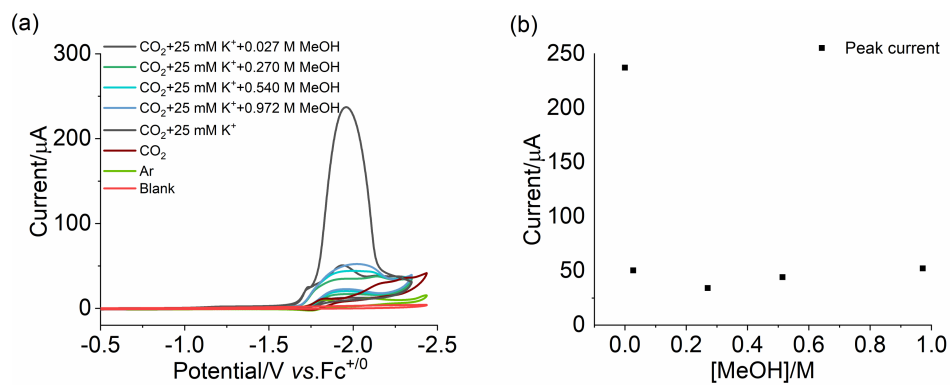 (a)
CO₂+25 mM K⁺+0.027 M MeOH
CO₂+25 mM K⁺+0.270 M MeOH
CO₂+25 mM K⁺+0.540 M MeOH
CO₂+25 mM K⁺+0.972 M MeOH
CO₂+25 mM K⁺
CO₂
Ar
Blank
300
200
100
0
Current/μA
-0.5 -1.0 -1.5 -2.0 -2.5
Potential/V vs.Fc⁺/⁰
(b)
Peak current
250
200
150
100
50
0
Current/μA
0.0 0.2 0.4 0.6 0.8 1.0
[MeOH]/M